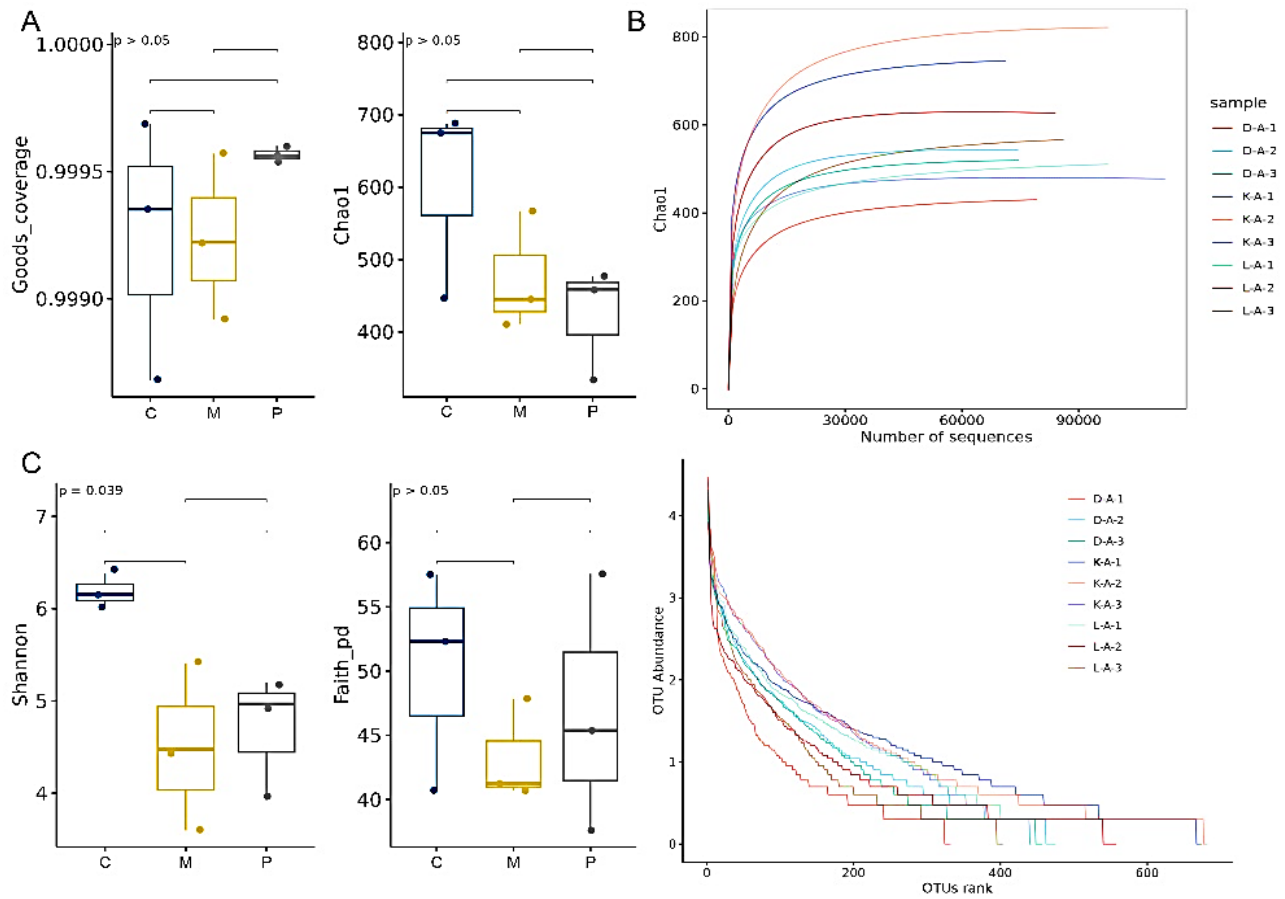 A
p > 0.05
1.0000
0.9995
0.9990
Goods_coverage
C M P
p > 0.05
800
700
600
500
400
Chao1
C M P
B
800
600
400
200
0
Chao1
0 30000 60000 90000
Number of sequences
sample
D-A-1
D-A-2
D-A-3
K-A-1
K-A-2
K-A-3
L-A-1
L-A-2
L-A-3
C
p = 0.039
7
6
5
4
Shannon
C M P
p > 0.05
60
55
50
45
40
Faith_pd
C M P
4
3
2
1
0
OTU Abundance
0 200 400 600
OTUs rank
D-A-1
D-A-2
D-A-3
K-A-1
K-A-2
K-A-3
L-A-1
L-A-2
L-A-3